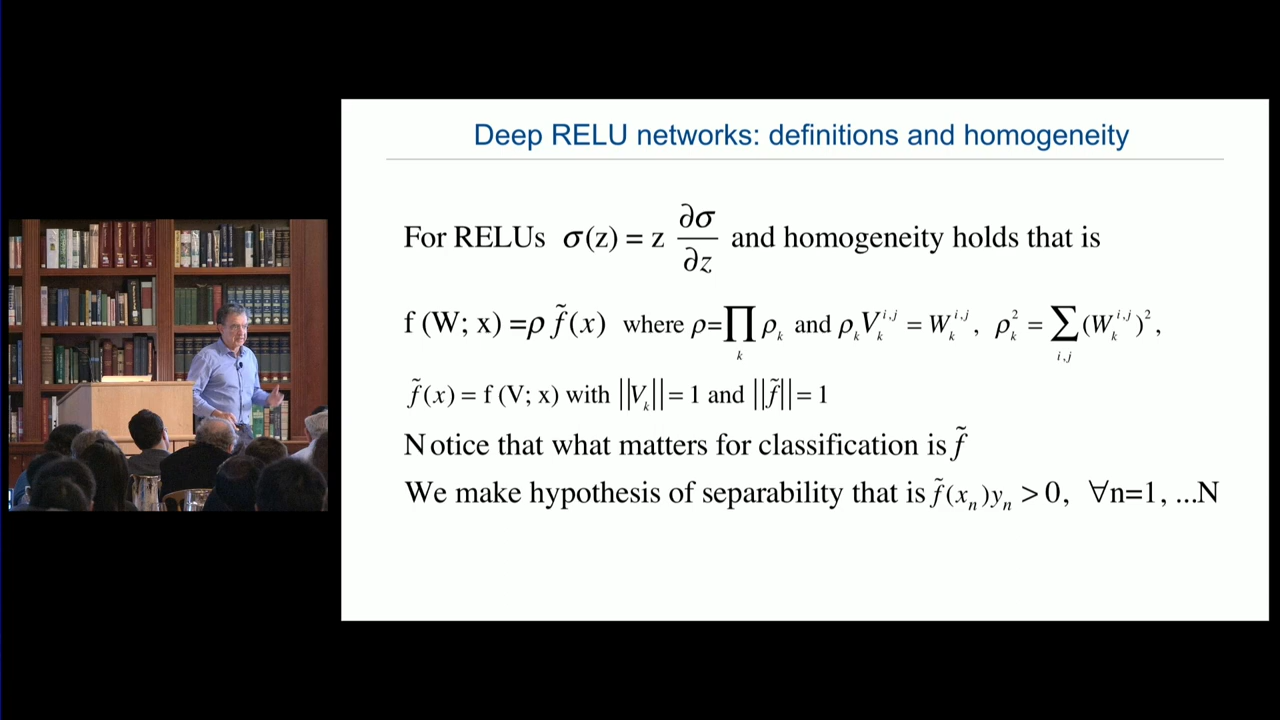 Deep RELU networks: definitions and homogeneity
For RELUs σ(z) = z ∂σ/∂z and homogeneity holds that is
f (W; x) =ρ f̃(x) where ρ=∏_k ρ_k and ρ_k V_k^{i,j} = W_k^{i,j}, ρ_k^2 = ∑_{i,j} (W_k^{i,j})^2,
f̃(x) = f (V; x) with ||V_k|| = 1 and ||f̃|| = 1
Notice that what matters for classification is f̃
We make hypothesis of separability that is f̃(x_n)y_n > 0, ∀n=1, ...N